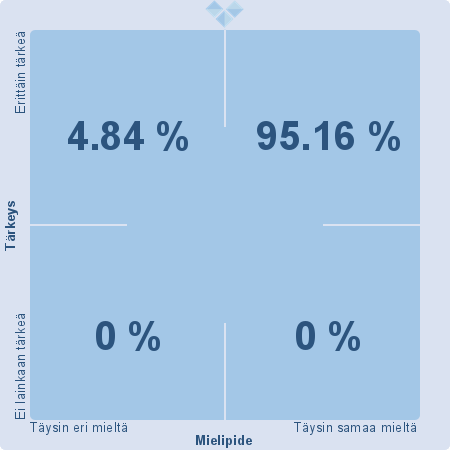 Erittäin tärkeä
4.84 %
95.16 %
Tärkeys
Ei lainkaan tärkeä
0 %
0 %
Täysin eri mieltä
Täysin samaa mieltä
Mielipide